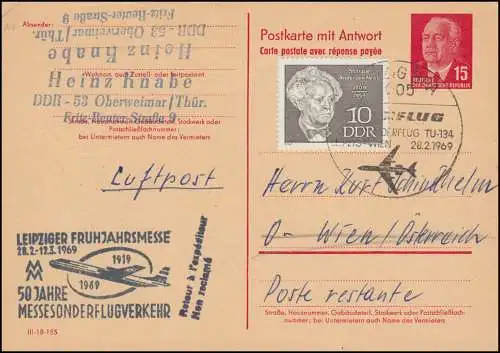 Absender:
Heinz Knabe
DDR - 53 Oberweimar/Thür.
Fritz-Reuter-Straße 9
Wohnort, auch Zustell- oder Leitpostamt
Heinz Knabe
DDR - 53 Oberweimar/Thür.
Fritz-Reuter-Straße 9
Straße, Hausnummer, Gebäudeteil, Stockwerk oder
Postschließfachnummer;
bei Untermietern auch Name des Vermieters
Postkarte mit Antwort
Carte postale avec réponse payée
15
DEUTSCHE
DEMOKRATISCHE REPUBLIK
10
DDR
FLUG TU-134
WIEN 28.2.1969
Luftpost
Herrn Kurt Schindhelm
Wien/Österreich
Poste restante
LEIPZIGER FRÜHJAHRSMESSE
28.2.-12.3.1969
MM
1919
1969
50 JAHRE
MESSESONDERFLUGVERKEHR
Retour à l'expéditeur
Non réclamé
Straße, Hausnummer, Gebäudeteil, Stockwerk oder Postschließfach-
nummer; bei Untermietern auch Name des Vermieters
III-18-185